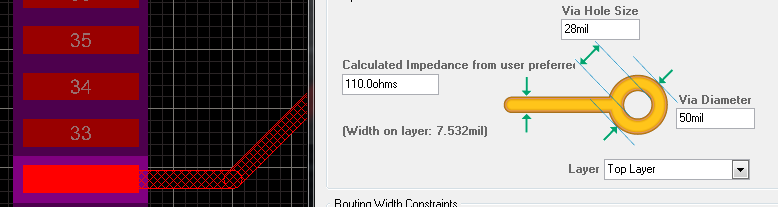 35
34
33
Via Hole Size
28mil
Calculated Impedance from user preferred
110.0ohms
Via Diameter
50mil
(Width on layer: 7.532mil)
Layer Top Layer
Routing Width Constraints